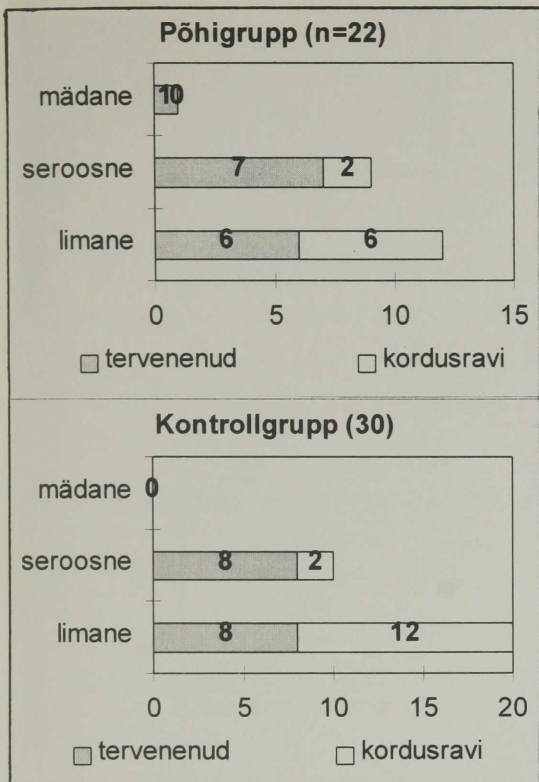 Põhigrupp (n=22)
mädane 10
seroosne 7 2
limane 6 6
0 5 10 15
tervenenud kordusravi
Kontrollgrupp (30)
mädane 0
seroosne 8 2
limane 8 12
0 5 10 15 20
tervenenud kordusravi